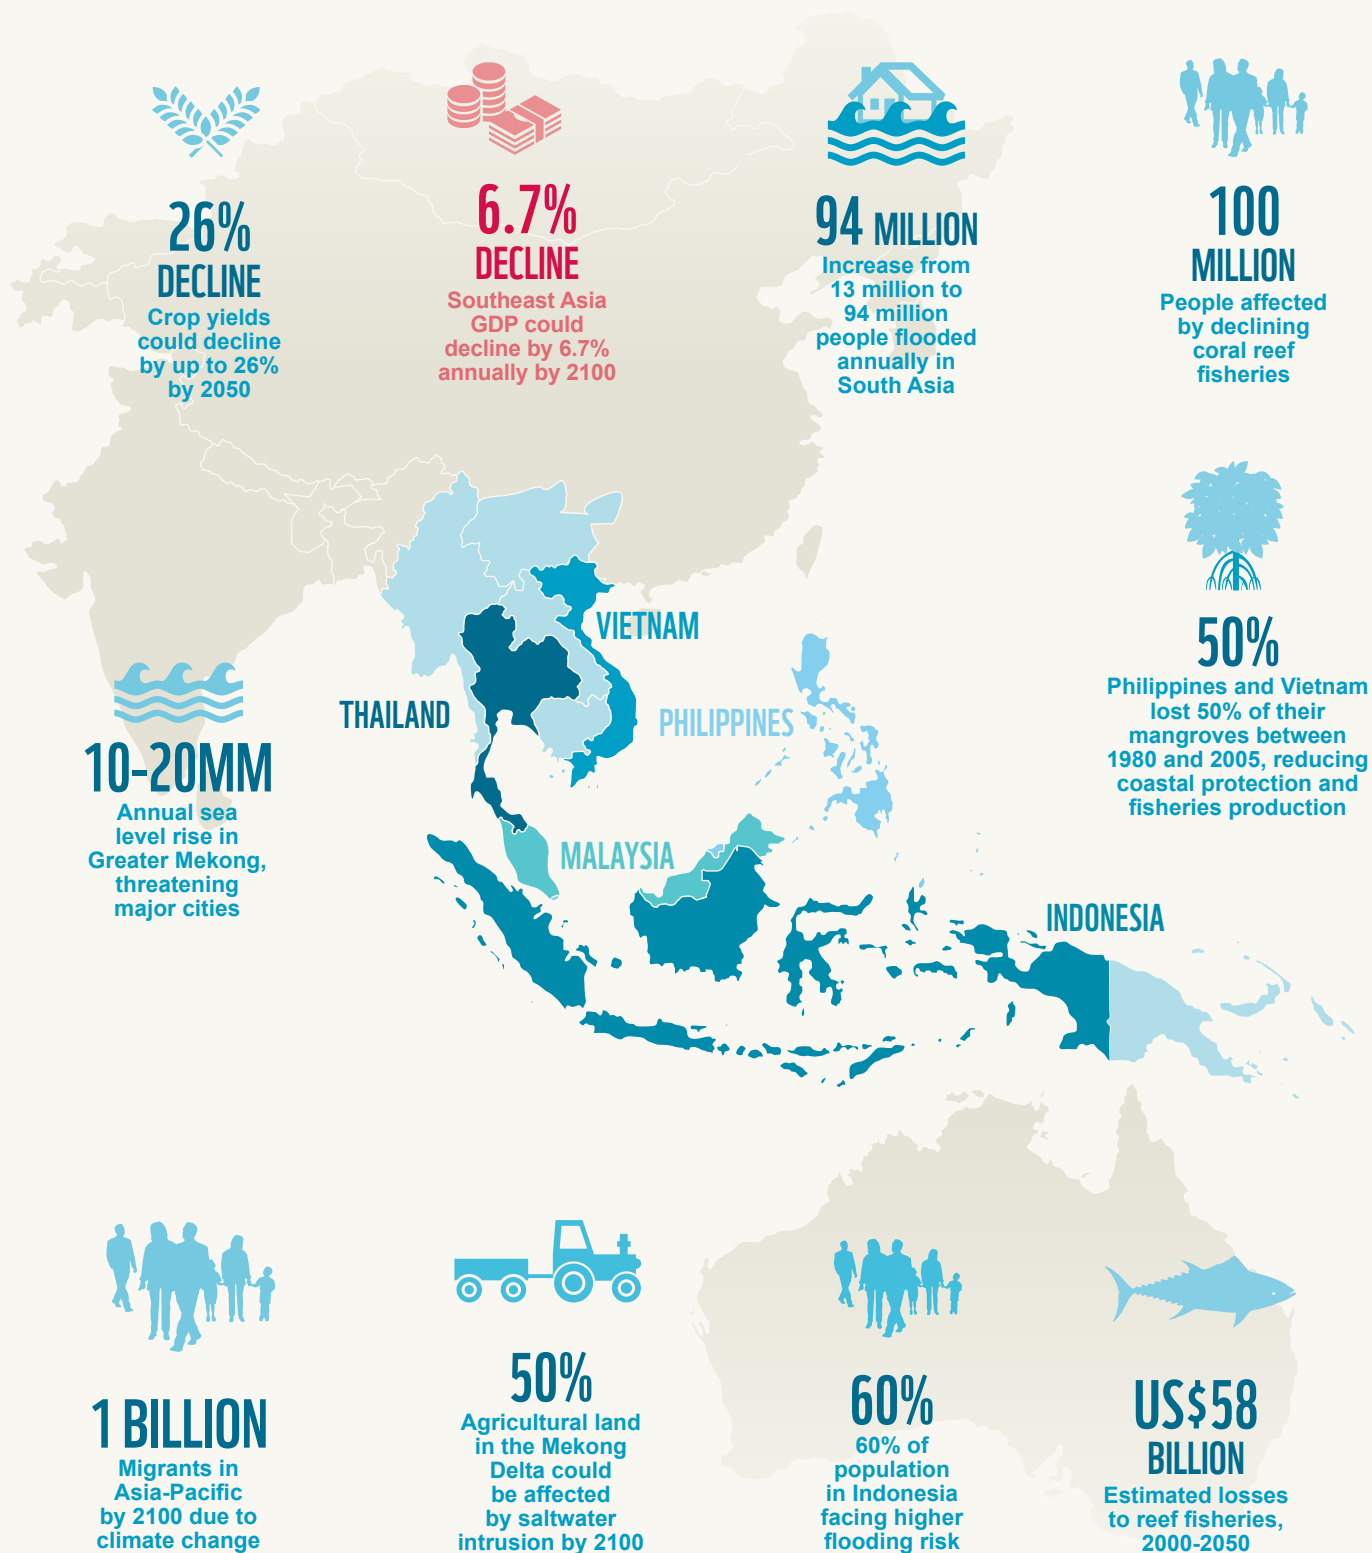 26%
DECLINE
Crop yields
could decline
by up to 26%
by 2050
6.7%
DECLINE
Southeast Asia
GDP could
decline by 6.7%
annually by 2100
94 MILLION
Increase from
13 million to
94 million
people flooded
annually in
South Asia
100
MILLION
People affected
by declining
coral reef
fisheries
50%
Philippines and Vietnam
lost 50% of their
mangroves between
1980 and 2005, reducing
coastal protection and
fisheries production
VIETNAM
THAILAND
PHILIPPINES
MALAYSIA
INDONESIA
10-20MM
Annual sea
level rise in
Greater Mekong,
threatening
major cities
1 BILLION
Migrants in
Asia-Pacific
by 2100 due to
climate change
50%
Agricultural land
in the Mekong
Delta could
be affected
by saltwater
intrusion by 2100
60%
60% of
population
in Indonesia
facing higher
flooding risk
US$58
BILLION
Estimated losses
to reef fisheries,
2000-2050